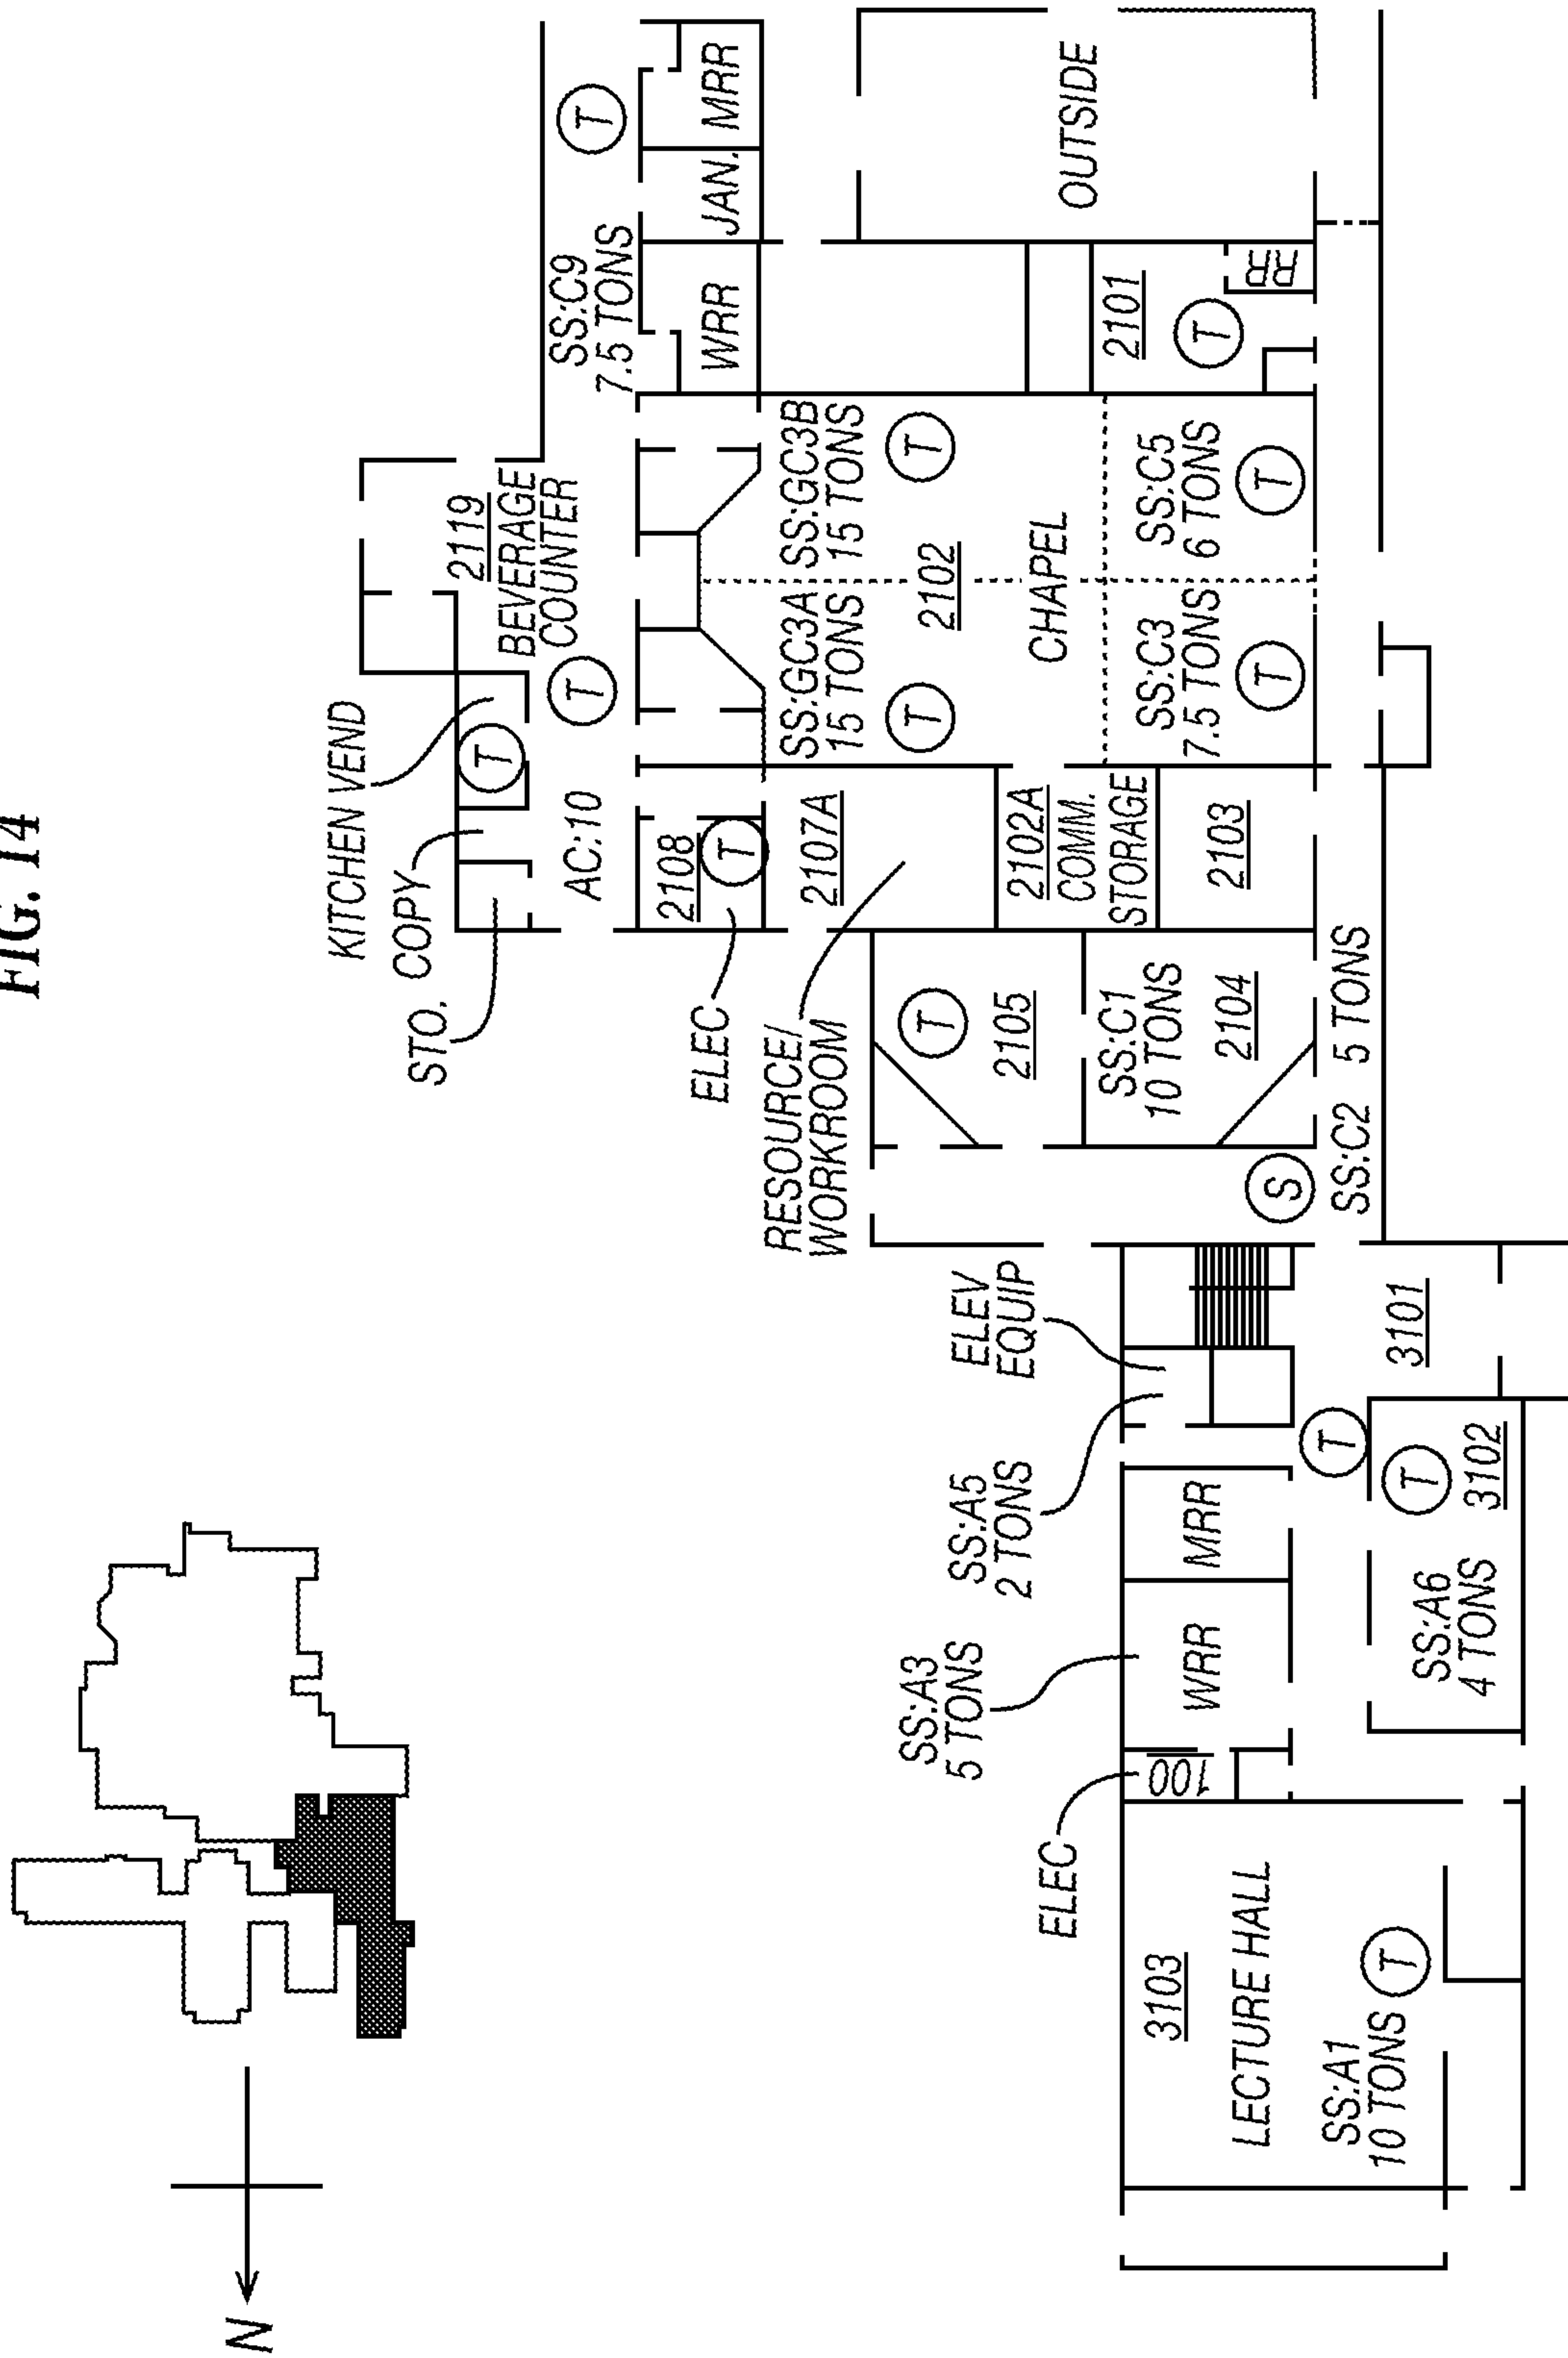 FIG. 14
N
KITCHEN VEND
COPY
STO.
2119
BEVERAGE
COUNTER
T
T
AC:10
SS:C9
7.5 TONS
T
MRR
JAN.
WRR
2108
T
ELEC
2107A
RESOURCE/
WORKROOM
SS:GC3A
15 TONS
SS:GC3B
15 TONS
T
T
2102
CHAPEL
OUTSIDE
2101
T
RR
2102A
COMM.
STORAGE
2103
SS:C3
7.5 TONS
T
SS:C5
6 TONS
T
T
2105
SS:C1
10 TONS
2104
S
SS:C2 5 TONS
ELEV
EQUIP
SS:A5
2 TONS
3101
T
T
3102
SS:A6
4 TONS
MRR
WRR
SS:A3
5 TONS
100
ELEC
3103
LECTURE HALL
SS:A1
10 TONS
T